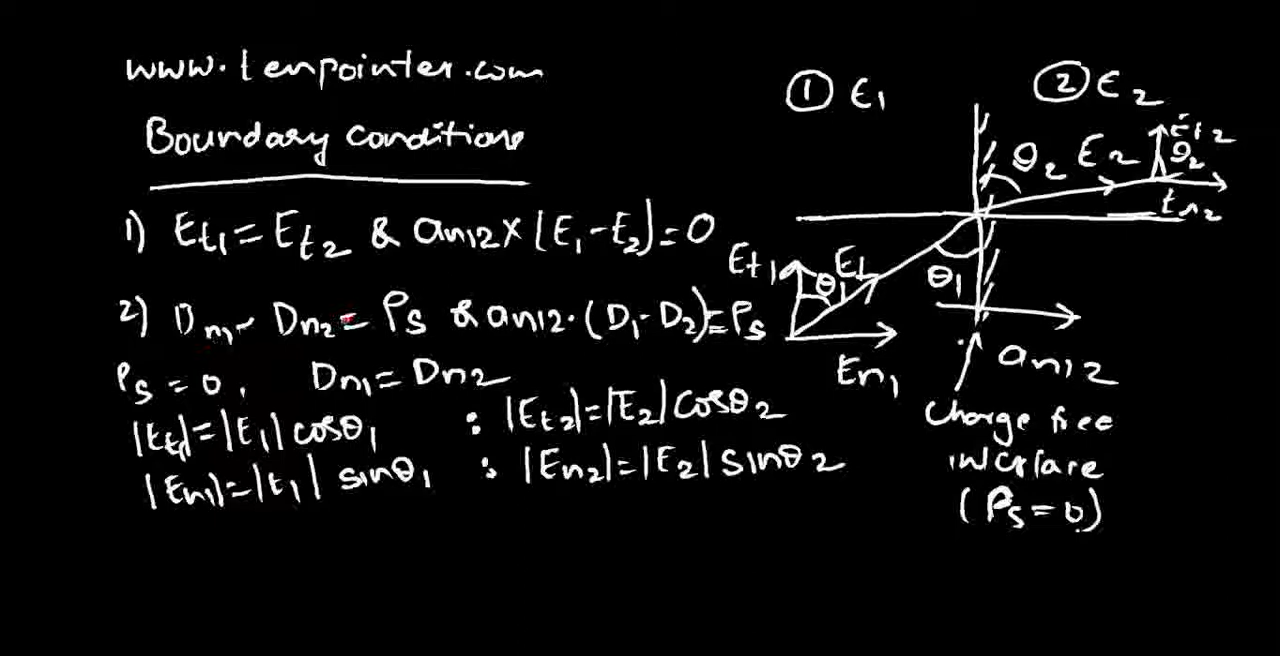 www.tenpointer.com
Boundary conditions
1) Et1 = Et2 & an12 × (E1 - E2) = 0
2) Dn1 - Dn2 = ρs & an12 · (D1 - D2) = ρs
ρs = 0, Dn1 = Dn2
|Et1| = |E1| cosθ1 : |Et2| = |E2| cosθ2
|En1| = |E1| sinθ1 : |En2| = |E2| sinθ2
① ε1
② ε2
Et2
θ2 E2 θ2
En2
Et1 θ1 E1 θ1
En1
an12
charge free
interface
(ρs = 0)